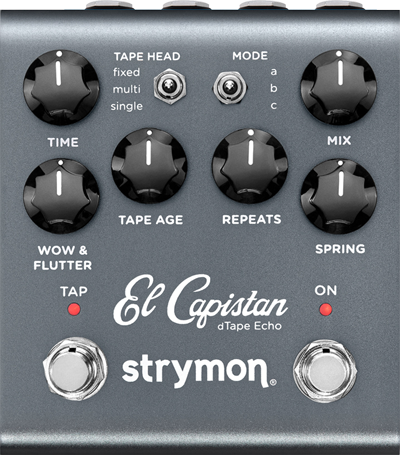 TAPE HEAD
fixed
multi
single
MODE
a
b
c
TIME
MIX
TAPE AGE
REPEATS
WOW &
FLUTTER
SPRING
TAP
ON
El Capistan
dTape Echo
strymon®